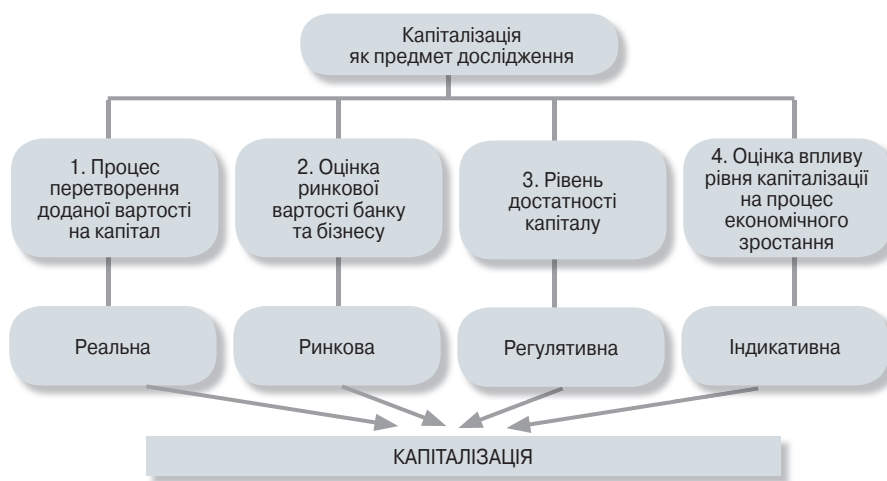 Капіталізація
як предмет дослідження
1. Процес
перетворення
доданої вартості
на капітал
2. Оцінка
ринкової
вартості банку
та бізнесу
3. Рівень
достатності
капіталу
4. Оцінка впливу
рівня капіталізації
на процес
економічного
зростання
Реальна
Ринкова
Регулятивна
Індикативна
КАПІТАЛІЗАЦІЯ